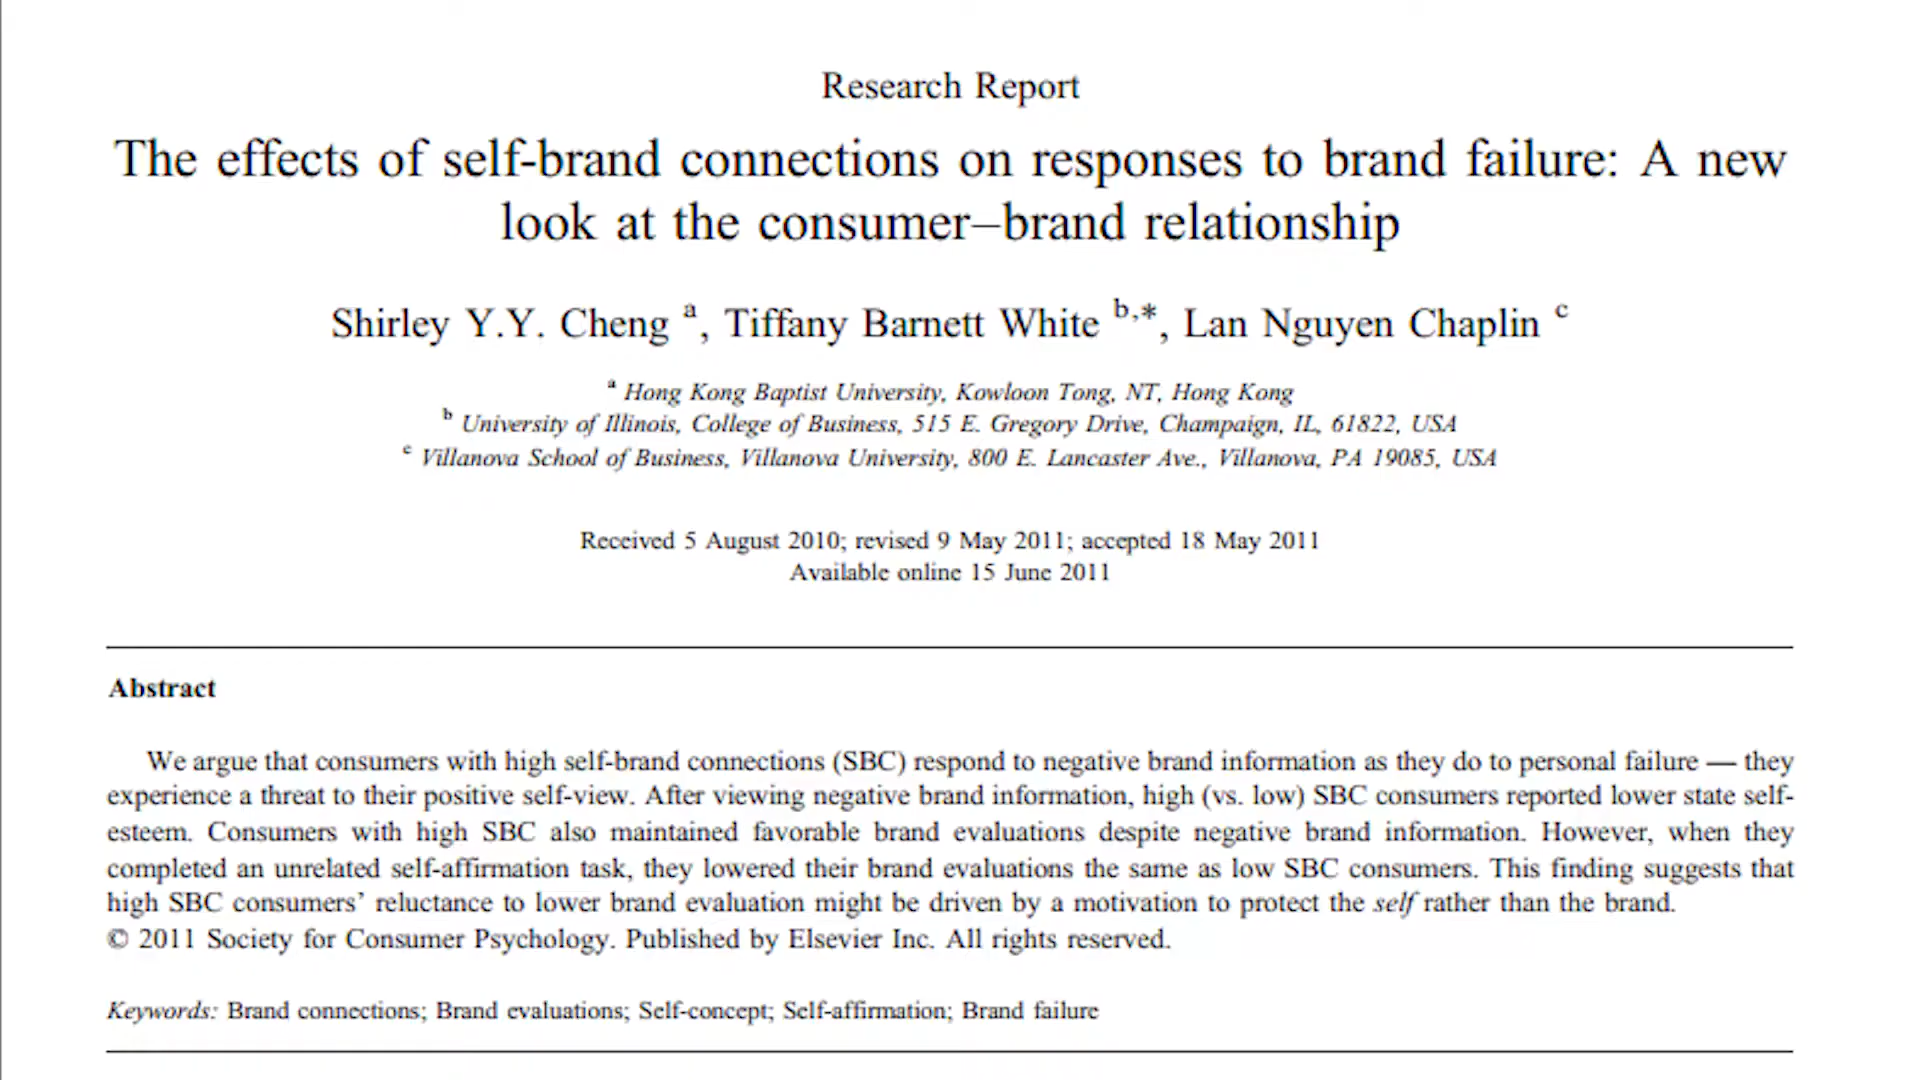 Research Report
The effects of self-brand connections on responses to brand failure: A new
look at the consumer–brand relationship
Shirley Y.Y. Cheng a, Tiffany Barnett White b,*, Lan Nguyen Chaplin c
a Hong Kong Baptist University, Kowloon Tong, NT, Hong Kong
b University of Illinois, College of Business, 515 E. Gregory Drive, Champaign, IL, 61822, USA
c Villanova School of Business, Villanova University, 800 E. Lancaster Ave., Villanova, PA 19085, USA
Received 5 August 2010; revised 9 May 2011; accepted 18 May 2011
Available online 15 June 2011
Abstract
We argue that consumers with high self-brand connections (SBC) respond to negative brand information as they do to personal failure — they
experience a threat to their positive self-view. After viewing negative brand information, high (vs. low) SBC consumers reported lower state self-
esteem. Consumers with high SBC also maintained favorable brand evaluations despite negative brand information. However, when they
completed an unrelated self-affirmation task, they lowered their brand evaluations the same as low SBC consumers. This finding suggests that
high SBC consumers' reluctance to lower brand evaluation might be driven by a motivation to protect the self rather than the brand.
© 2011 Society for Consumer Psychology. Published by Elsevier Inc. All rights reserved.
Keywords: Brand connections; Brand evaluations; Self-concept; Self-affirmation; Brand failure